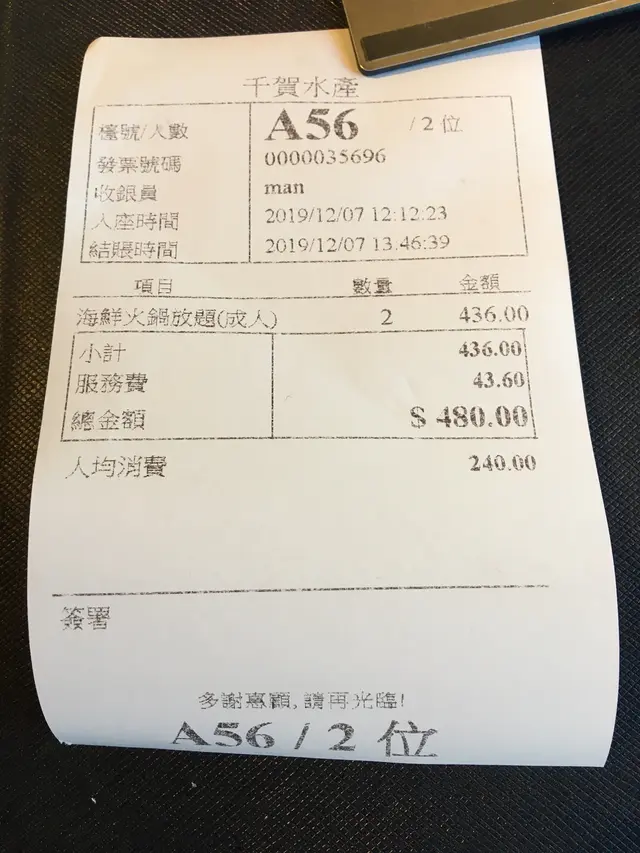 千賀水產
檯號/人數 A56 /2位
發票號碼 0000035696
收銀員 man
入座時間 2019/12/07 12:12:23
結賬時間 2019/12/07 13:46:39
項目 數量 金額
海鮮火鍋放題(成人) 2 436.00
小計 436.00
服務費 43.60
總金額 $ 480.00
人均消費 240.00
簽署
多謝惠顧,請再光臨!
A56 / 2 位